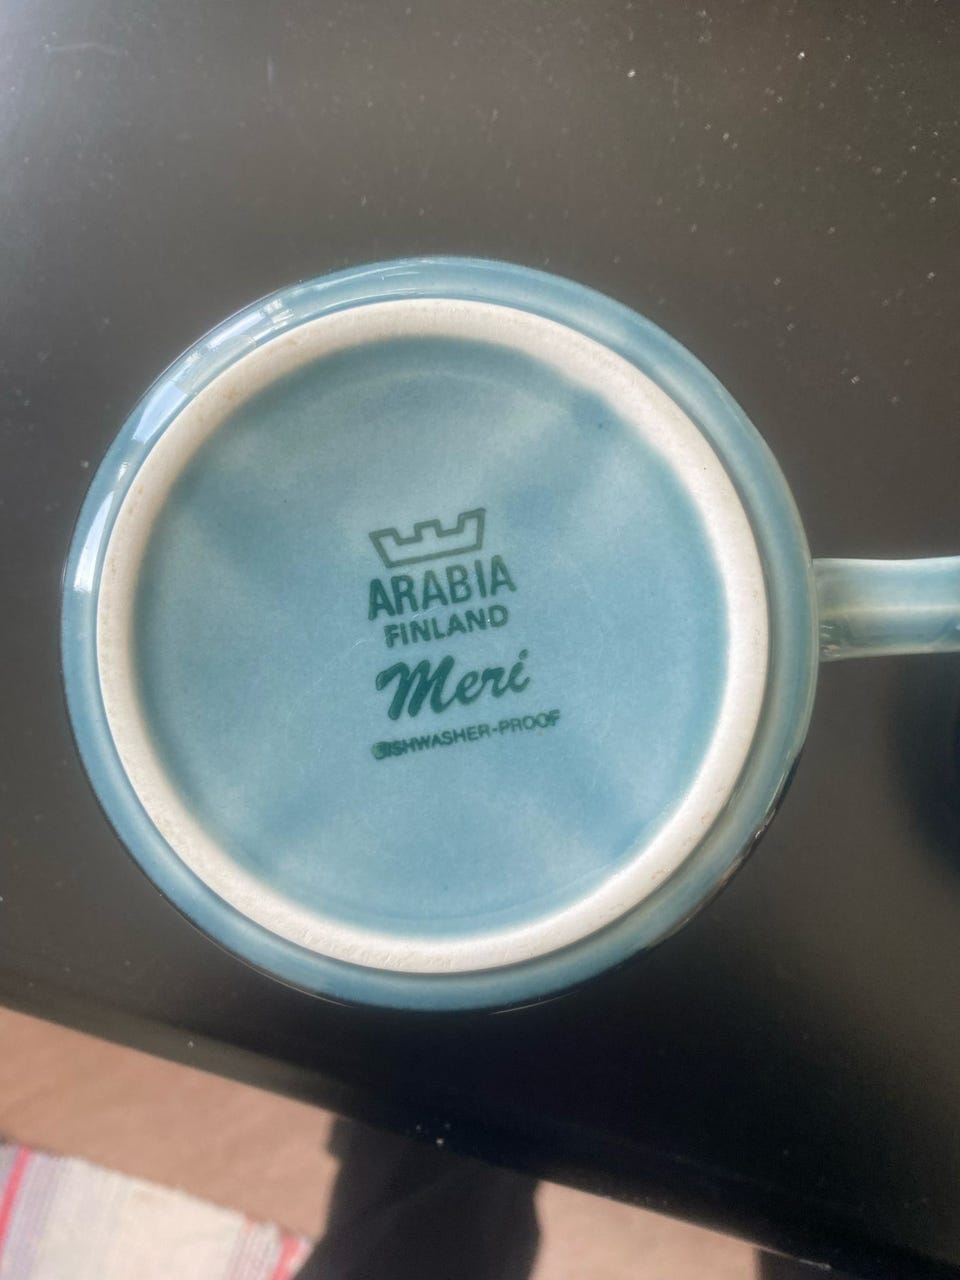 ARABIA
FINLAND
Meri
DISHWASHER-PROOF